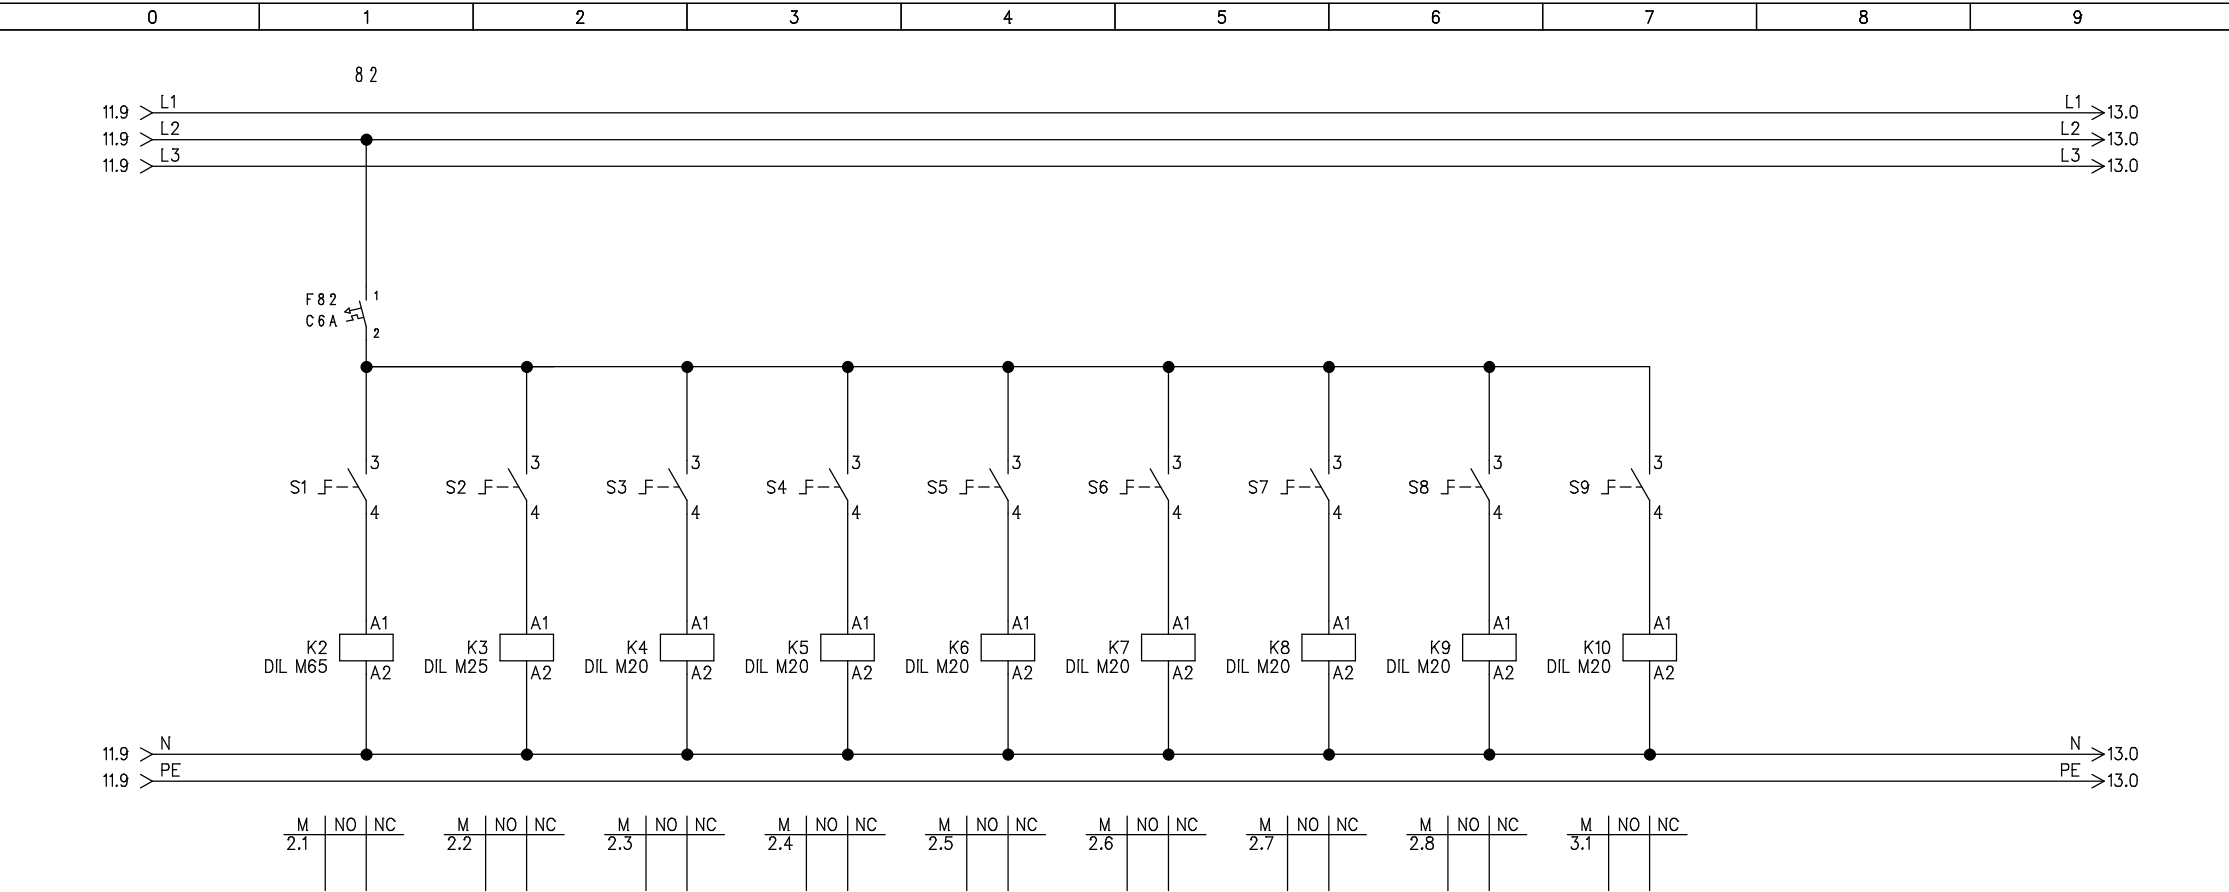 0 1 2 3 4 5 6 7 8 9
82
11.9 L1 L1 13.0
11.9 L2 L2 13.0
11.9 L3 L3 13.0
F82 1
C6A 2
3 3 3 3 3 3 3 3 3
S1 S2 S3 S4 S5 S6 S7 S8 S9
4 4 4 4 4 4 4 4 4
A1 A1 A1 A1 A1 A1 A1 A1 A1
K2 K3 K4 K5 K6 K7 K8 K9 K10
DIL M65 DIL M25 DIL M20 DIL M20 DIL M20 DIL M20 DIL M20 DIL M20 DIL M20
A2 A2 A2 A2 A2 A2 A2 A2 A2
11.9 N N 13.0
11.9 PE PE 13.0
M NO NC M NO NC M NO NC M NO NC M NO NC M NO NC M NO NC M NO NC M NO NC
2.1 2.2 2.3 2.4 2.5 2.6 2.7 2.8 3.1